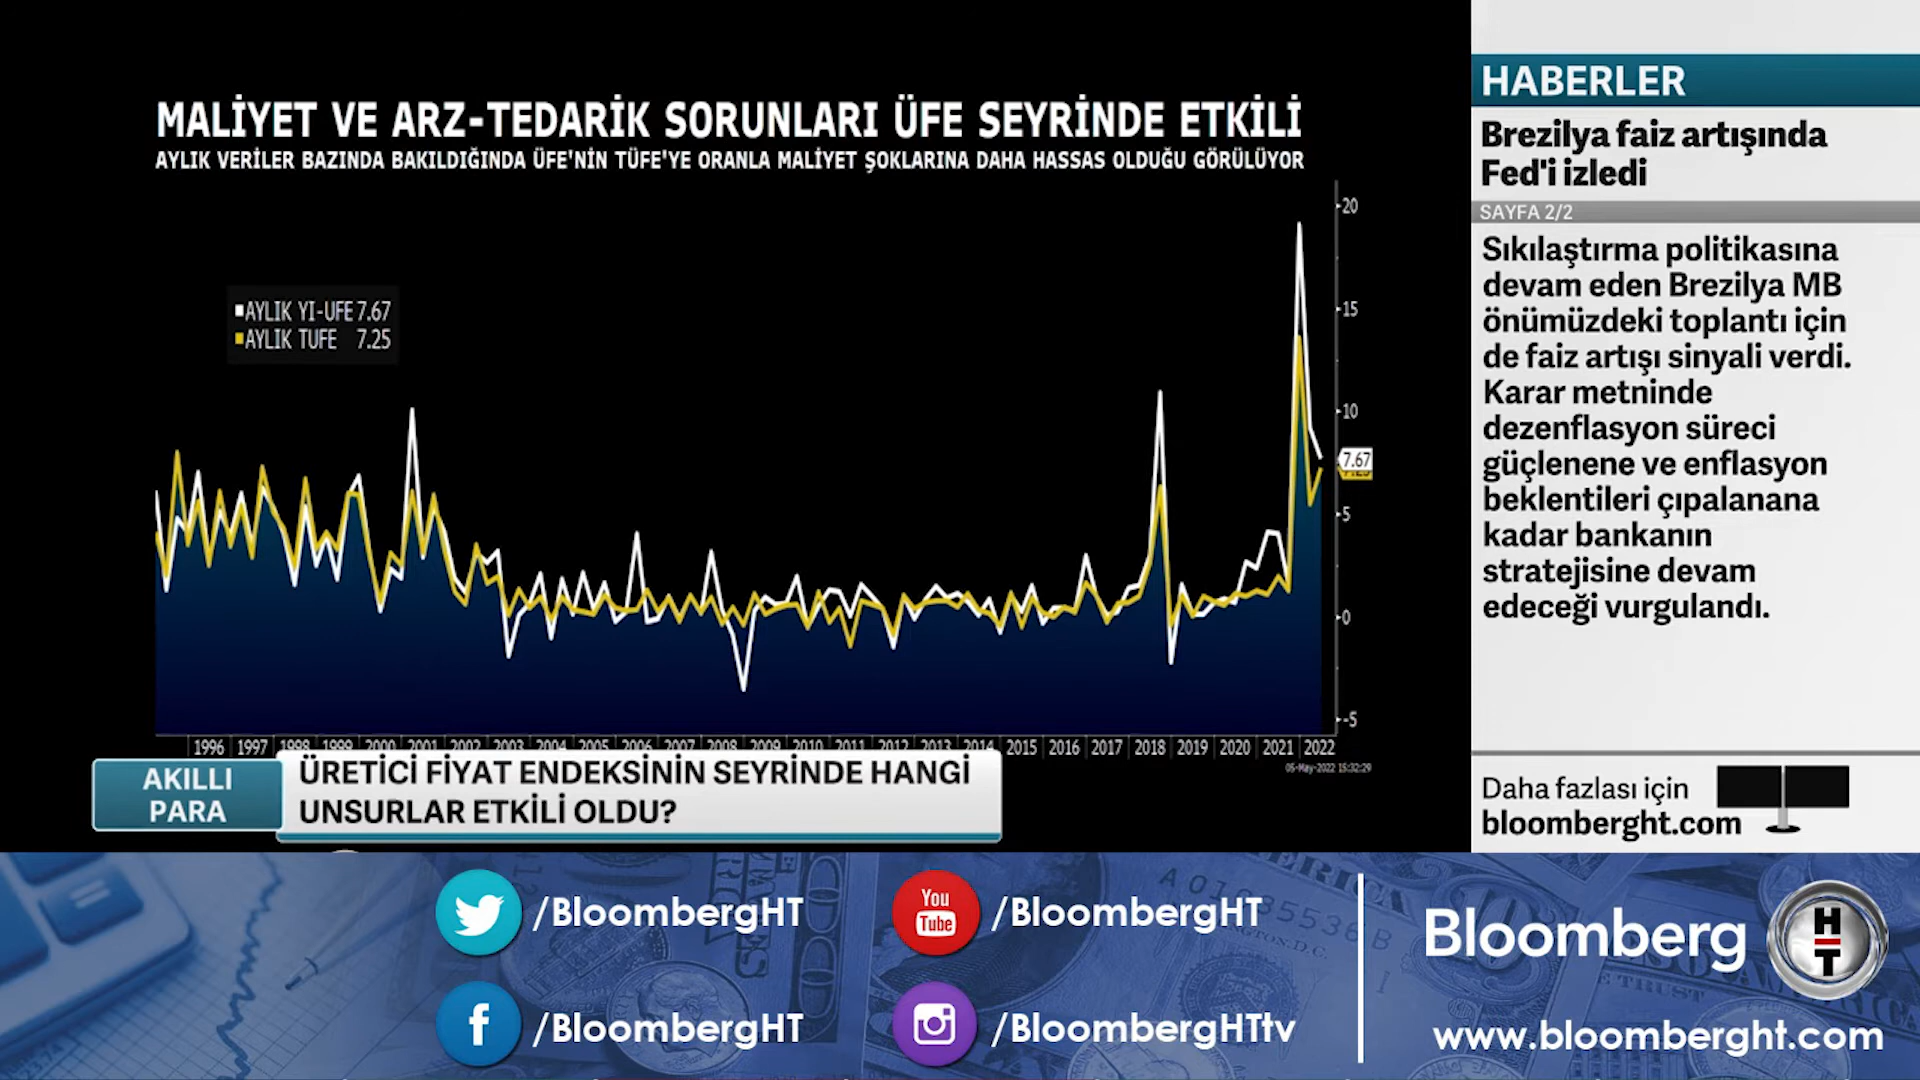 MALİYET VE ARZ-TEDARİK SORUNLARI ÜFE SEYRİNDE ETKİLİ
AYLIK VERİLER BAZINDA BAKILDIĞINDA ÜFE'NİN TÜFE'YE ORANLA MALİYET ŞOKLARINA DAHA HASSAS OLDUĞU GÖRÜLÜYOR
AYLIK YI-UFE 7.67
AYLIK TUFE 7.25
20
15
10
7.67
5
0
-5
1996 1997 1998 1999 2000 2001 2002 2003 2004 2005 2006 2007 2008 2009 2010 2011 2012 2013 2014 2015 2016 2017 2018 2019 2020 2021 2022
05-May-2022 15:32:29
AKILLI
PARA
ÜRETİCİ FİYAT ENDEKSİNİN SEYRİNDE HANGİ
UNSURLAR ETKİLİ OLDU?
HABERLER
Brezilya faiz artışında
Fed'i izledi
SAYFA 2/2
Sıkılaştırma politikasına
devam eden Brezilya MB
önümüzdeki toplantı için
de faiz artışı sinyali verdi.
Karar metninde
dezenflasyon süreci
güçlenene ve enflasyon
beklentileri çıpalanana
kadar bankanın
stratejisine devam
edeceği vurgulandı.
Daha fazlası için
bloomberght.com
/BloombergHT
You
Tube
/BloombergHT
/BloombergHT
/BloombergHTtv
Bloomberg
HT
www.bloomberght.com